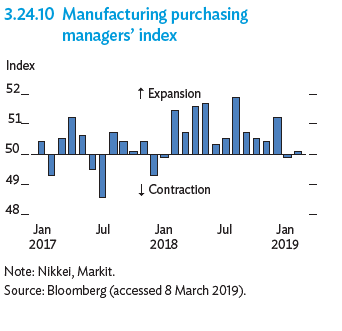 3.24.10 Manufacturing purchasing
managers' index
Index
52
↑ Expansion
51
50
49
↓ Contraction
48
Jan Jul Jan Jul Jan
2017 2018 2019
Note: Nikkei, Markit.
Source: Bloomberg (accessed 8 March 2019).